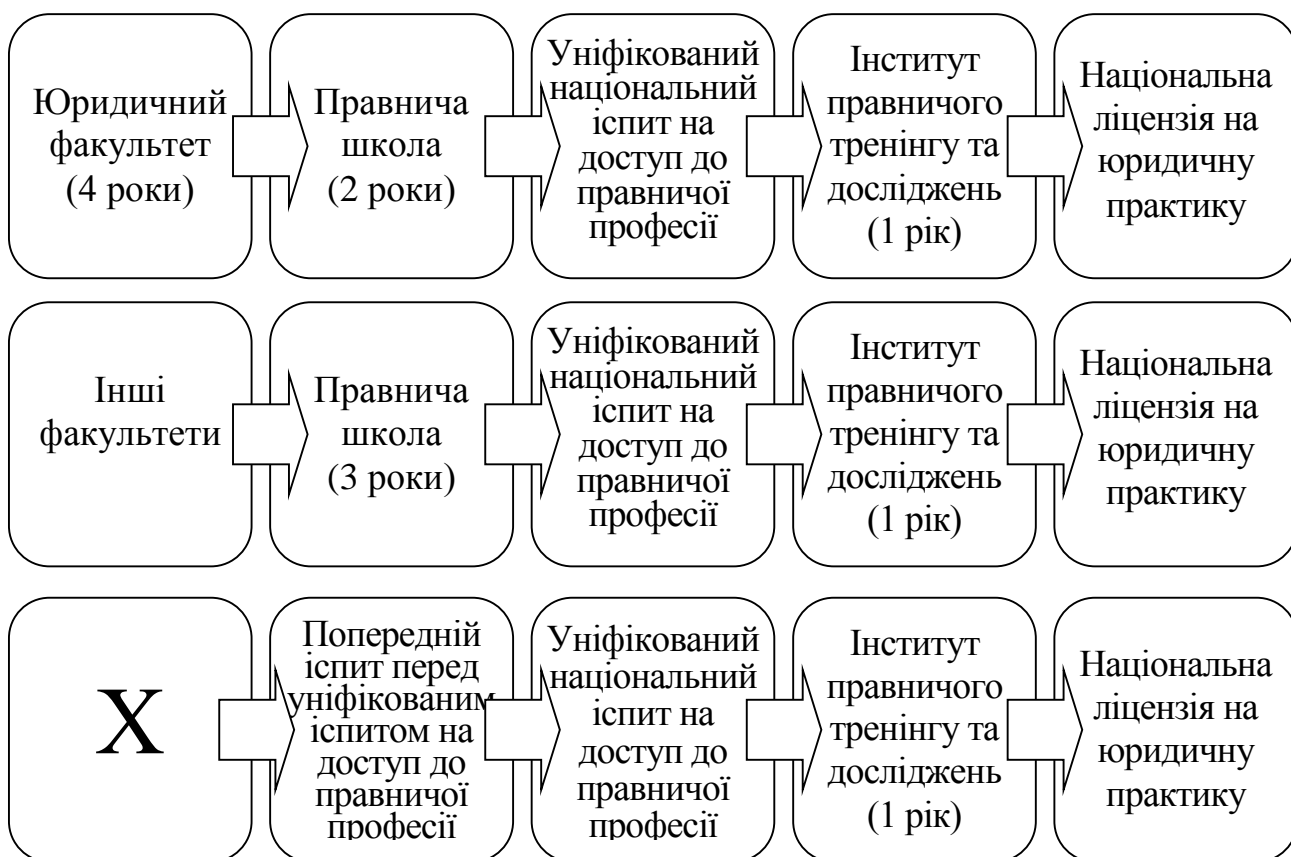 Юридичний
факультет
(4 роки)
Правнича
школа
(2 роки)
Уніфікований
національний
іспит на
доступ до
правничої
професії
Інститут
правничого
тренінгу та
досліджень
(1 рік)
Національна
ліцензія на
юридичну
практику
Інші
факультети
Правнича
школа
(3 роки)
Уніфікований
національний
іспит на
доступ до
правничої
професії
Інститут
правничого
тренінгу та
досліджень
(1 рік)
Національна
ліцензія на
юридичну
практику
X
Попередній
іспит перед
уніфікованим
іспитом на
доступ до
правничої
професії
Уніфікований
національний
іспит на
доступ до
правничої
професії
Інститут
правничого
тренінгу та
досліджень
(1 рік)
Національна
ліцензія на
юридичну
практику